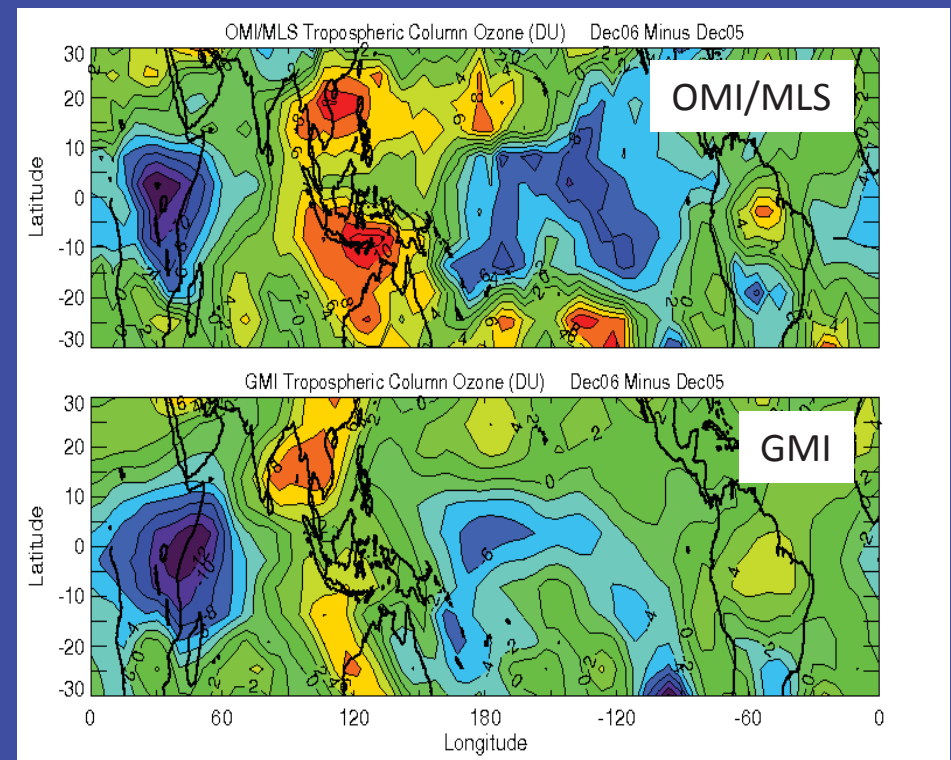 OMI/MLS Tropospheric Column Ozone (DU) Dec06 Minus Dec05
OMI/MLS
Latitude
30
20
10
0
-10
-20
-30
GMI Tropospheric Column Ozone (DU) Dec06 Minus Dec05
GMI
Latitude
30
20
10
0
-10
-20
-30
0 60 120 180 -120 -60 0
Longitude